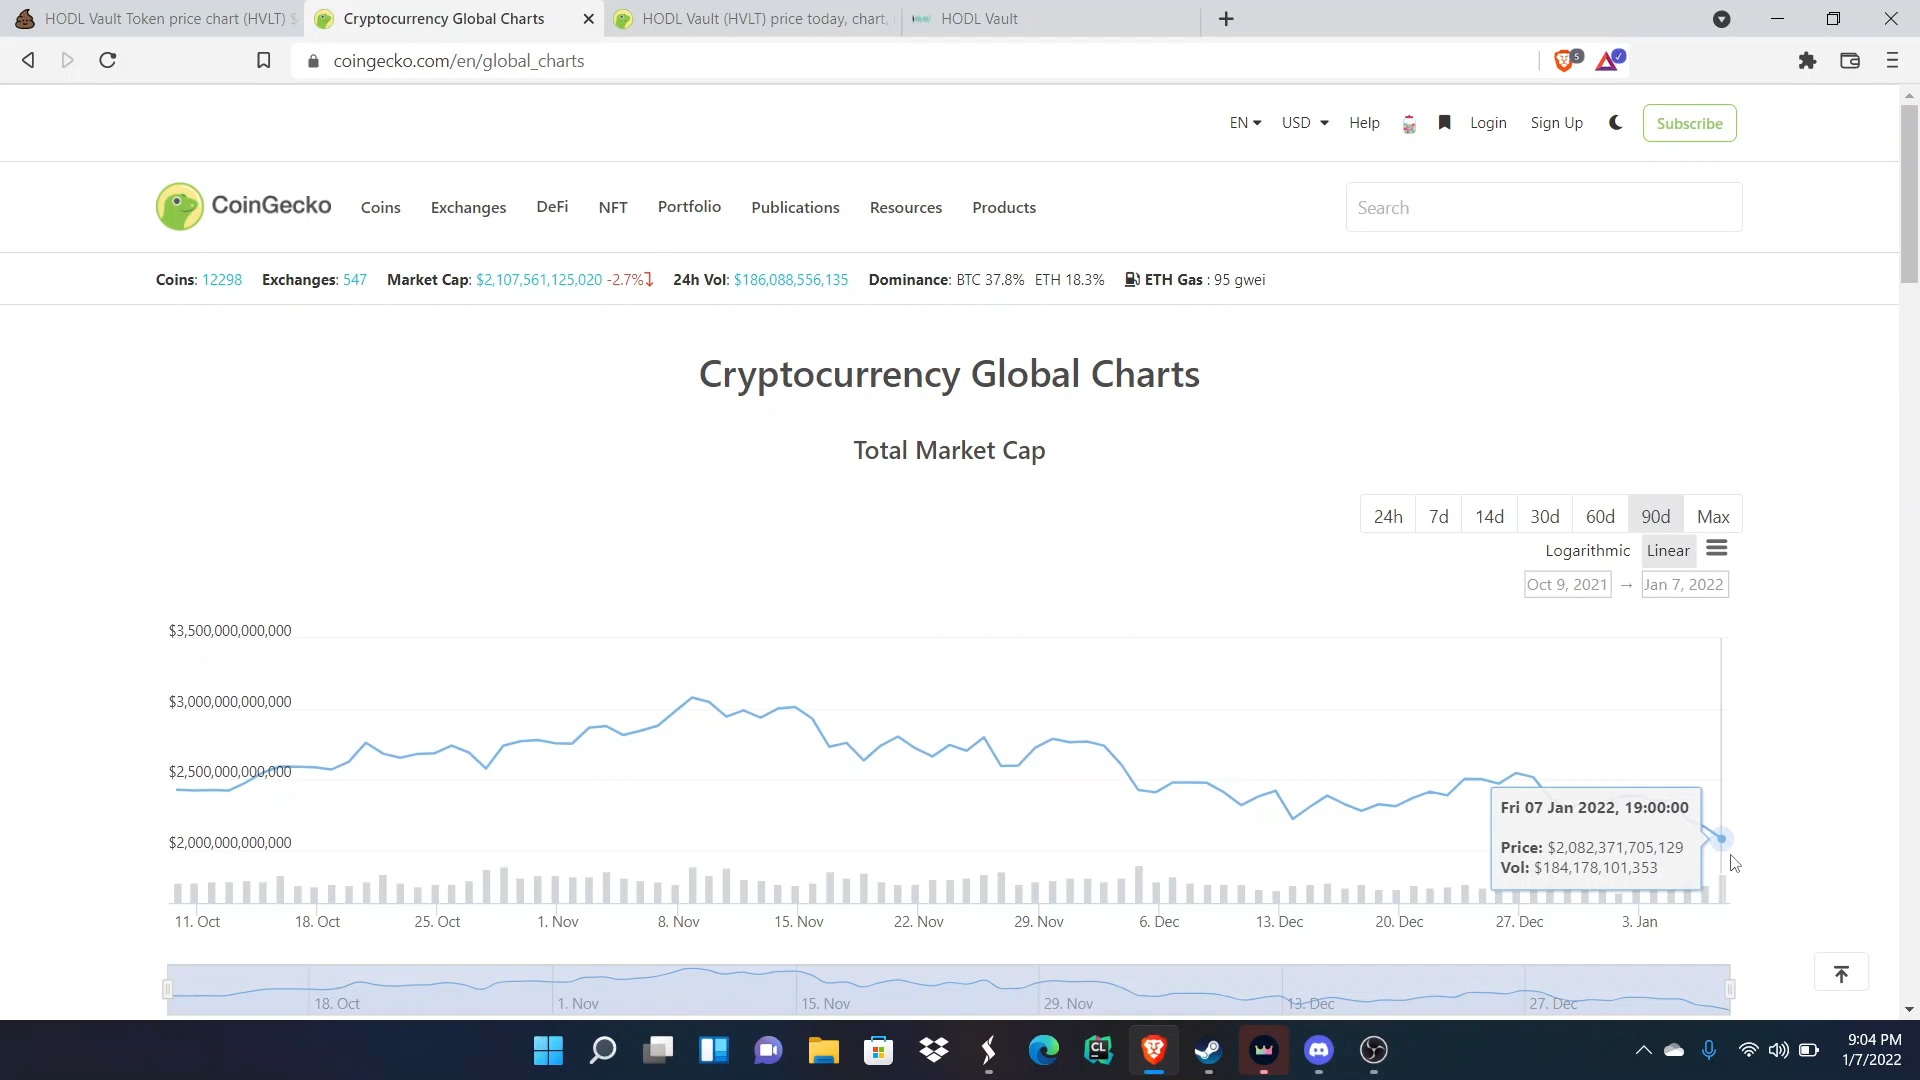 HODL Vault Token price chart (HVLT) $
Cryptocurrency Global Charts
HODL Vault (HVLT) price today, chart,
HODL Vault
coingecko.com/en/global_charts
5
EN USD Help Login Sign Up Subscribe
CoinGecko Coins Exchanges DeFi NFT Portfolio Publications Resources Products Search
Coins: 12298 Exchanges: 547 Market Cap: $2,107,561,125,020 -2.7% 24h Vol: $186,088,556,135 Dominance: BTC 37.8% ETH 18.3% ETH Gas : 95 gwei
Cryptocurrency Global Charts
Total Market Cap
24h 7d 14d 30d 60d 90d Max
Logarithmic Linear
Oct 9, 2021 → Jan 7, 2022
$3,500,000,000,000
$3,000,000,000,000
$2,500,000,000,000
$2,000,000,000,000
Fri 07 Jan 2022, 19:00:00
Price: $2,082,371,705,129
Vol: $184,178,101,353
11. Oct 18. Oct 25. Oct 1. Nov 8. Nov 15. Nov 22. Nov 29. Nov 6. Dec 13. Dec 20. Dec 27. Dec 3. Jan
18. Oct 1. Nov 15. Nov 29. Nov 13. Dec 27. Dec
CL
9:04 PM
1/7/2022